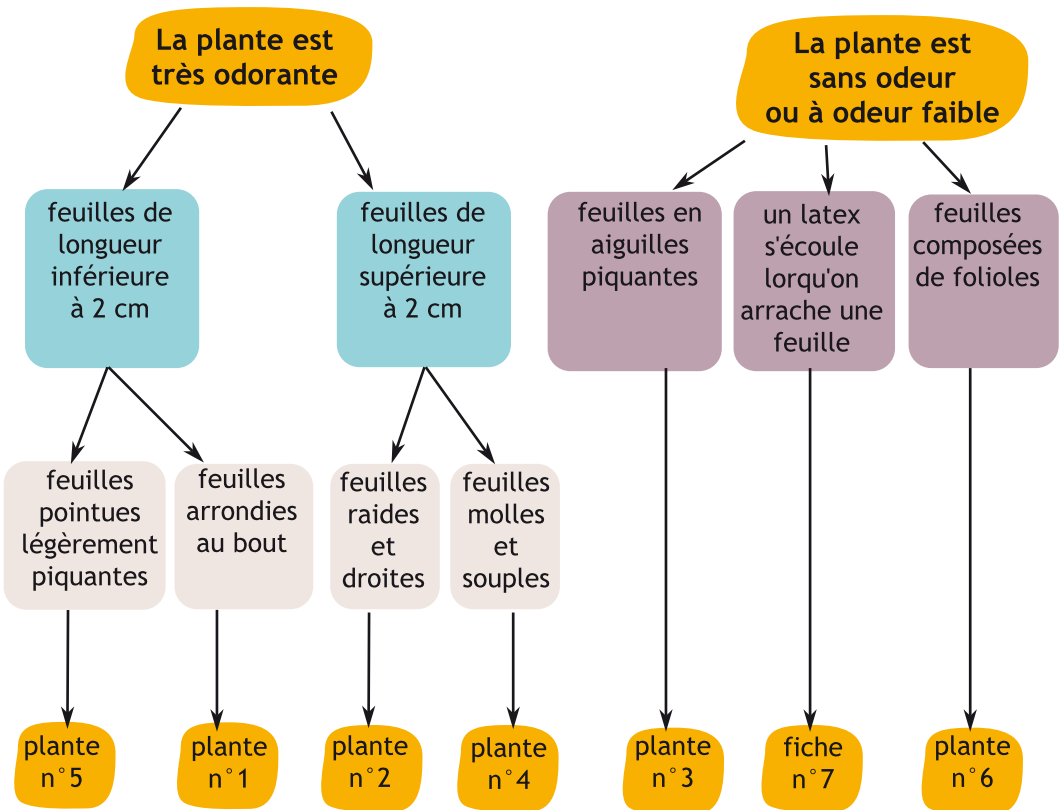 La plante est
très odorante
La plante est
sans odeur
ou à odeur faible
feuilles de
longueur
inférieure
à 2 cm
feuilles de
longueur
supérieure
à 2 cm
feuilles en
aiguilles
piquantes
un latex
s'écoule
lorqu'on
arrache une
feuille
feuilles
composées
de folioles
feuilles
pointues
légèrement
piquantes
feuilles
arrondies
au bout
feuilles
raides
et
droites
feuilles
molles
et
souples
plante
n°5
plante
n°1
plante
n°2
plante
n°4
plante
n°3
fiche
n°7
plante
n°6